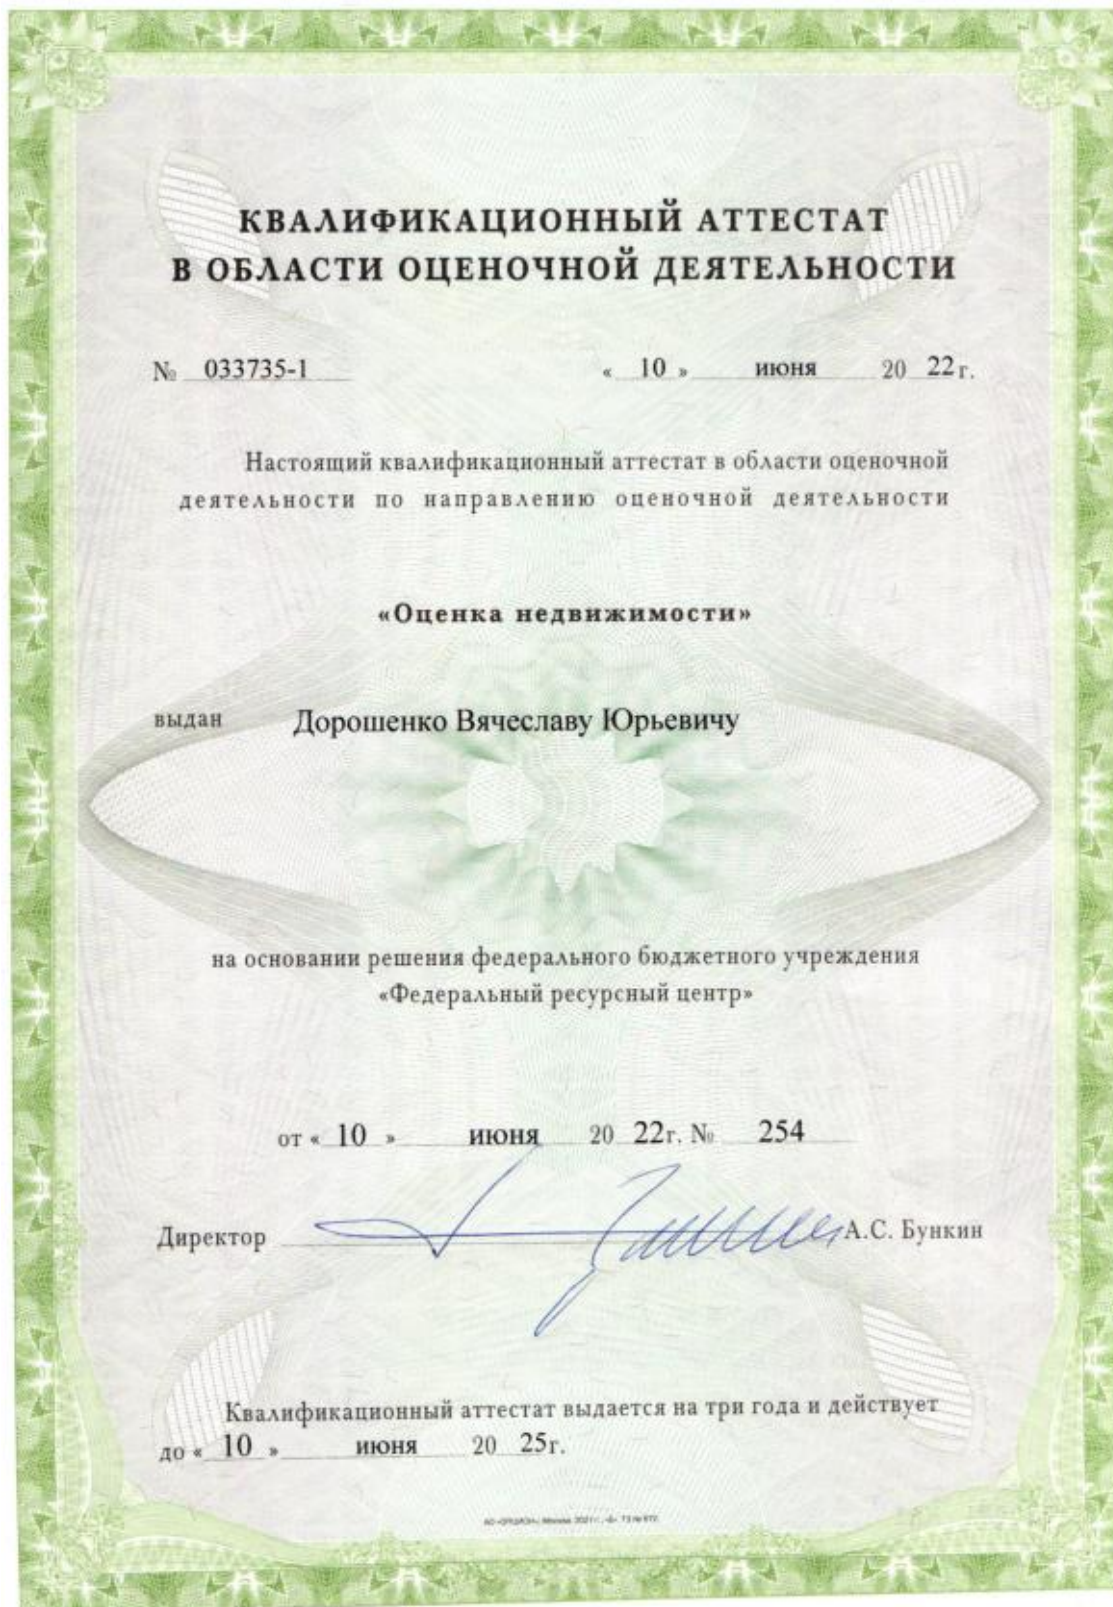 КВАЛИФИКАЦИОННЫЙ АТТЕСТАТ
В ОБЛАСТИ ОЦЕНОЧНОЙ ДЕЯТЕЛЬНОСТИ
№ 033735-1 « 10 » июня 20 22 г.
Настоящий квалификационный аттестат в области оценочной
деятельности по направлению оценочной деятельности
«Оценка недвижимости»
выдан Дорошенко Вячеславу Юрьевичу
на основании решения федерального бюджетного учреждения
«Федеральный ресурсный центр»
от « 10 » июня 20 22г. № 254
Директор А.С. Бункин
Квалификационный аттестат выдается на три года и действует
до « 10 » июня 20 25г.